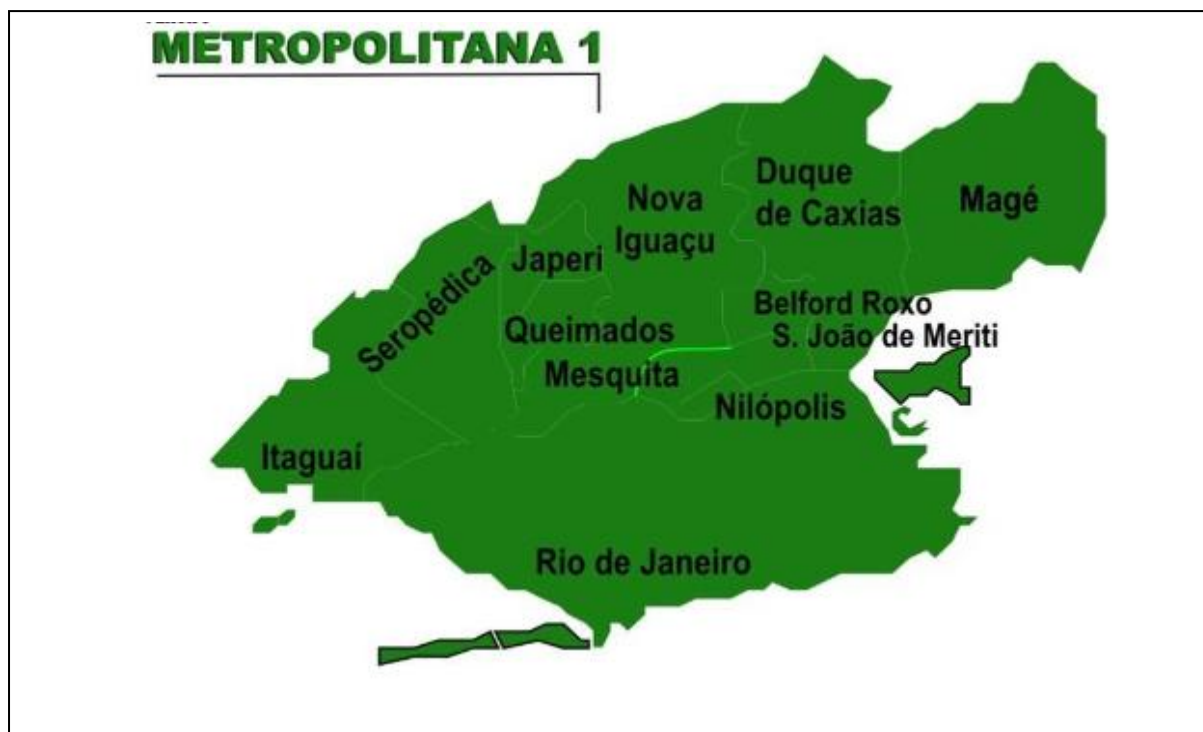 METROPOLITANA 1
Duque
de Caxias
Magé
Nova
Iguaçu
Japeri
Seropédica
Belford Roxo
S. João de Meriti
Queimados
Mesquita
Nilópolis
Itaguaí
Rio de Janeiro